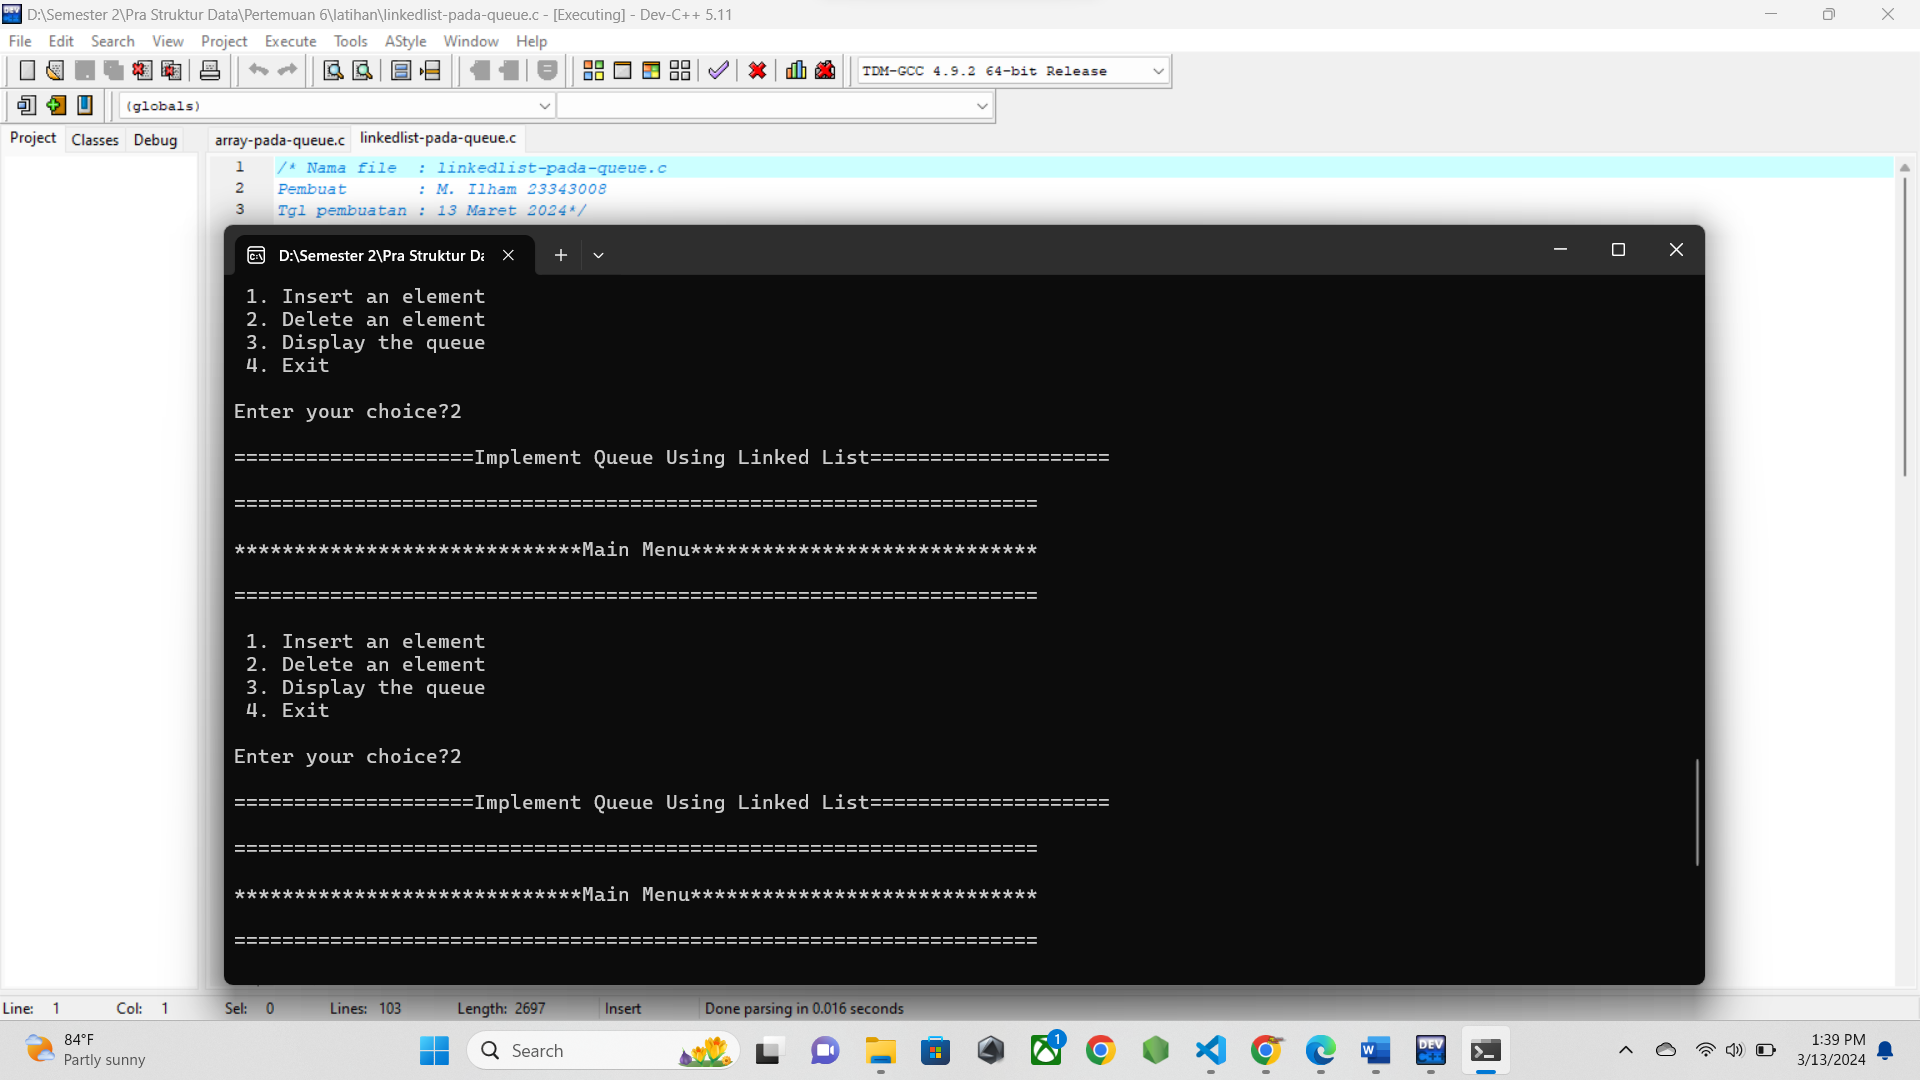 D:\Semester 2\Pra Struktur Data\Pertemuan 6\latihan\linkedlist-pada-queue.c - [Executing] - Dev-C++ 5.11
File Edit Search View Project Execute Tools AStyle Window Help
TDM-GCC 4.9.2 64-bit Release
(globals)
Project Classes Debug array-pada-queue.c linkedlist-pada-queue.c
1 /* Nama file : linkedlist-pada-queue.c
2 Pembuat : M. Ilham 23343008
3 Tgl pembuatan : 13 Maret 2024*/
D:\Semester 2\Pra Struktur Da
1. Insert an element
2. Delete an element
3. Display the queue
4. Exit
Enter your choice?2
====================Implement Queue Using Linked List====================
===================================================================
*****************************Main Menu*****************************
===================================================================
1. Insert an element
2. Delete an element
3. Display the queue
4. Exit
Enter your choice?2
====================Implement Queue Using Linked List====================
===================================================================
*****************************Main Menu*****************************
===================================================================
Line: 1 Col: 1 Sel: 0 Lines: 103 Length: 2697 Insert Done parsing in 0.016 seconds
84°F
Partly sunny
Search
1
DEV C++
1:39 PM
3/13/2024